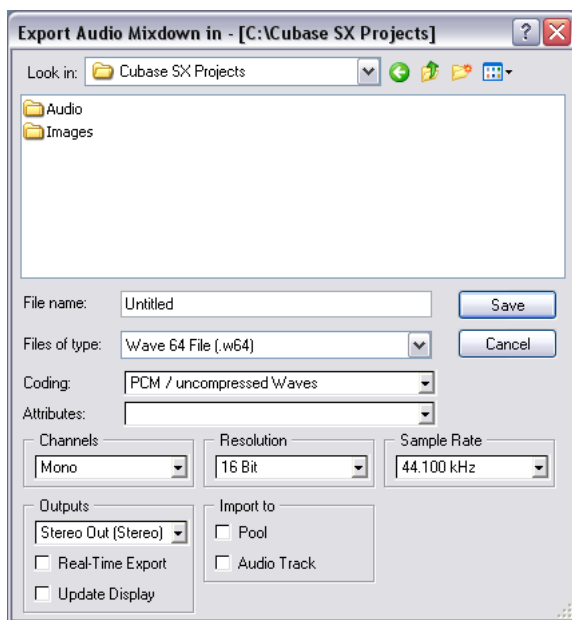 Export Audio Mixdown in - [C:\Cubase SX Projects]
Look in: Cubase SX Projects
Audio
Images
File name: Untitled Save
Files of type: Wave 64 File (.w64) Cancel
Coding: PCM / uncompressed Waves
Attributes:
Channels Resolution Sample Rate
Mono 16 Bit 44.100 kHz
Outputs Import to
Stereo Out (Stereo) Pool
Real-Time Export Audio Track
Update Display